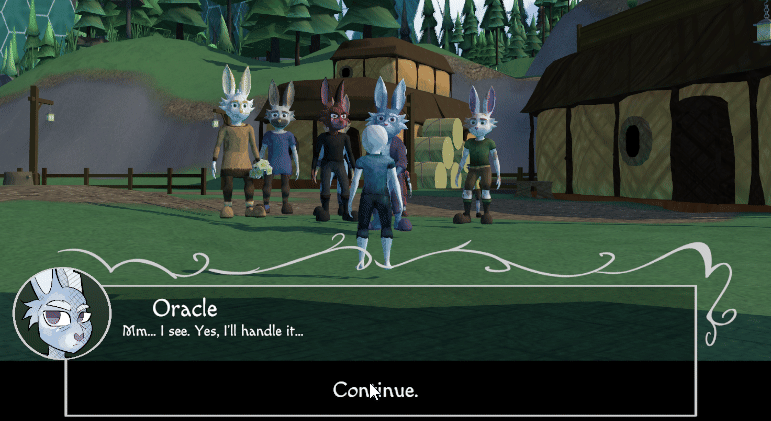 Oracle
Mm... I see. Yes, I'll handle it...
Continue.